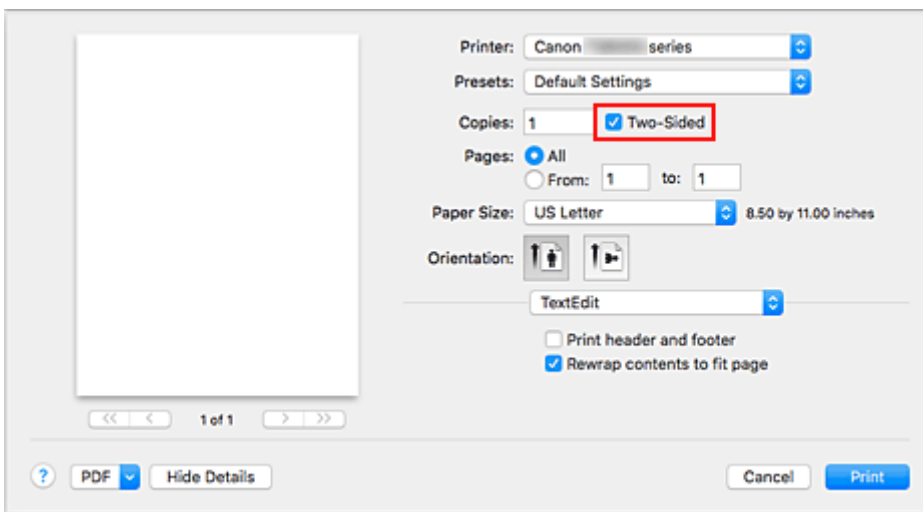 Printer: Canon series
Presets: Default Settings
Copies: 1 Two-Sided
Pages: All
From: 1 to: 1
Paper Size: US Letter 8.50 by 11.00 inches
Orientation:
TextEdit
Print header and footer
Rewrap contents to fit page
<< < 1 of 1 > >>
? PDF Hide Details Cancel Print